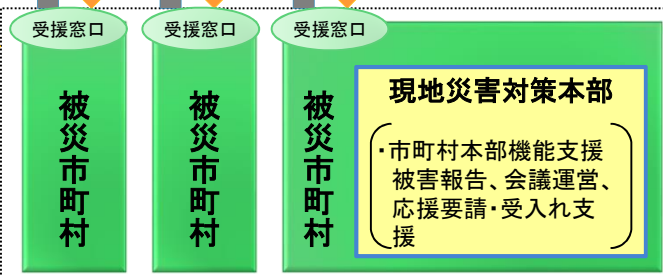 受援窓口
被災市町村
受援窓口
被災市町村
受援窓口
被災市町村
現地災害対策本部
・市町村本部機能支援
被害報告、会議運営、
応援要請・受入れ支
援